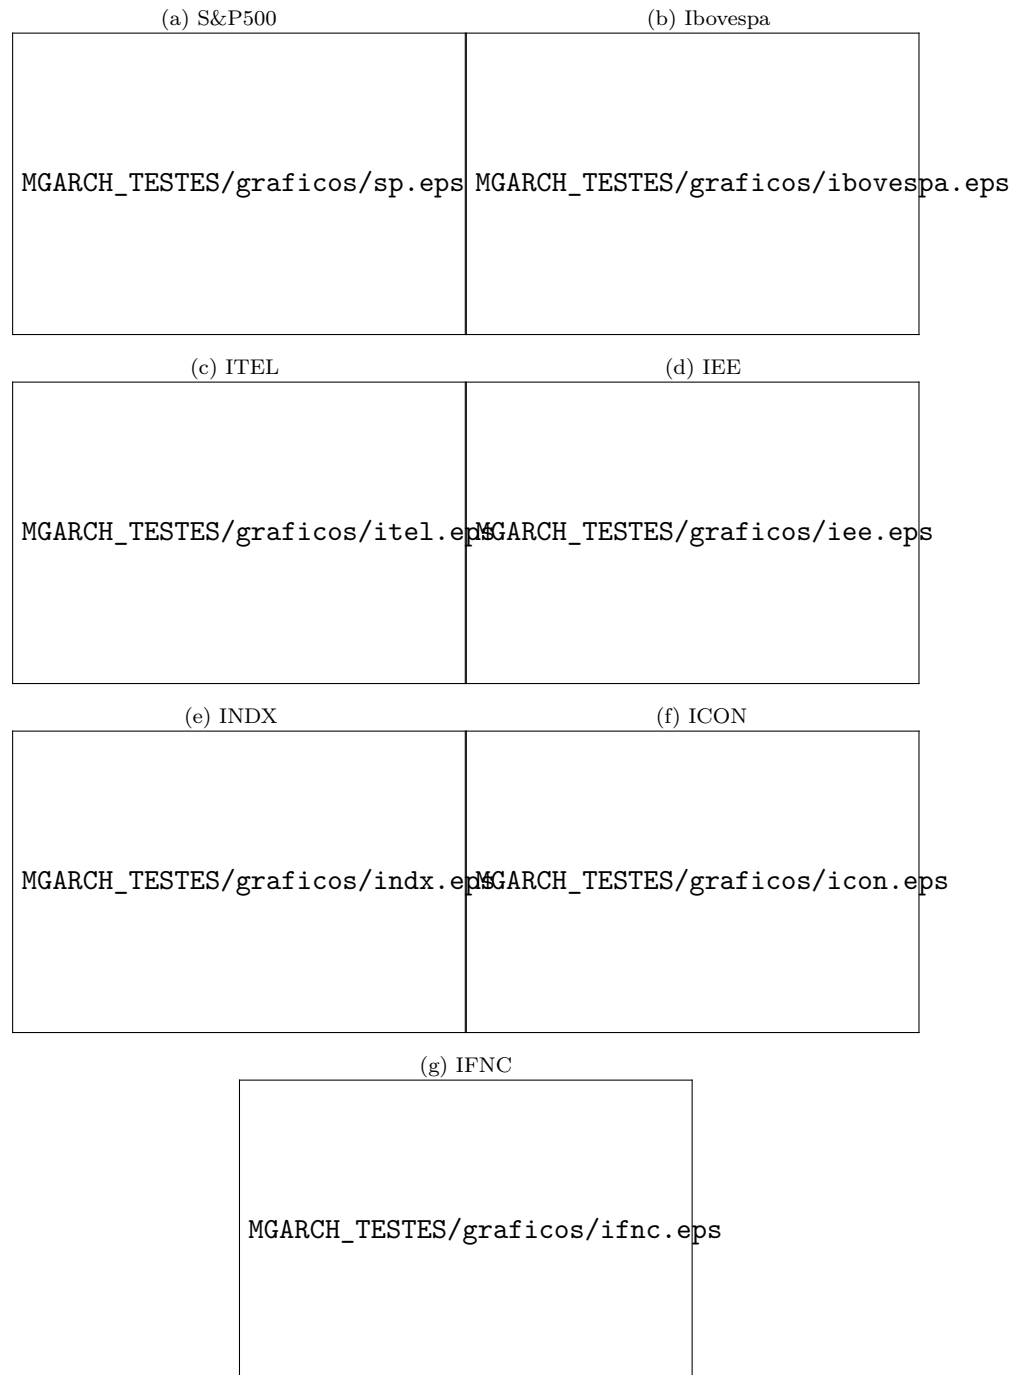 (a) S&P500
(b) Ibovespa
MGARCH_TESTES/graficos/sp.eps
MGARCH_TESTES/graficos/ibovespa.eps
(c) ITEL
(d) IEE
MGARCH_TESTES/graficos/itel.eps
MGARCH_TESTES/graficos/iee.eps
(e) INDX
(f) ICON
MGARCH_TESTES/graficos/indx.eps
MGARCH_TESTES/graficos/icon.eps
(g) IFNC
MGARCH_TESTES/graficos/ifnc.eps